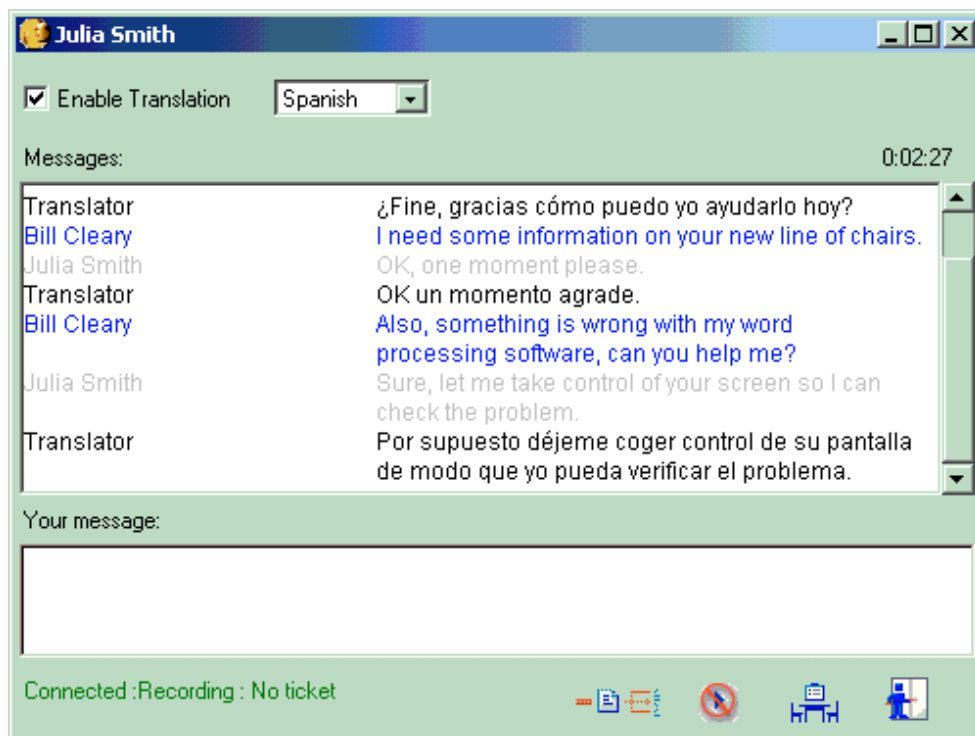 Julia Smith
Enable Translation Spanish
Messages: 0:02:27
Translator ¿Fine, gracias cómo puedo yo ayudarlo hoy?
Bill Cleary I need some information on your new line of chairs.
Julia Smith OK, one moment please.
Translator OK un momento agrade.
Bill Cleary Also, something is wrong with my word
processing software, can you help me?
Julia Smith Sure, let me take control of your screen so I can
check the problem.
Translator Por supuesto déjeme coger control de su pantalla
de modo que yo pueda verificar el problema.
Your message:
Connected :Recording : No ticket